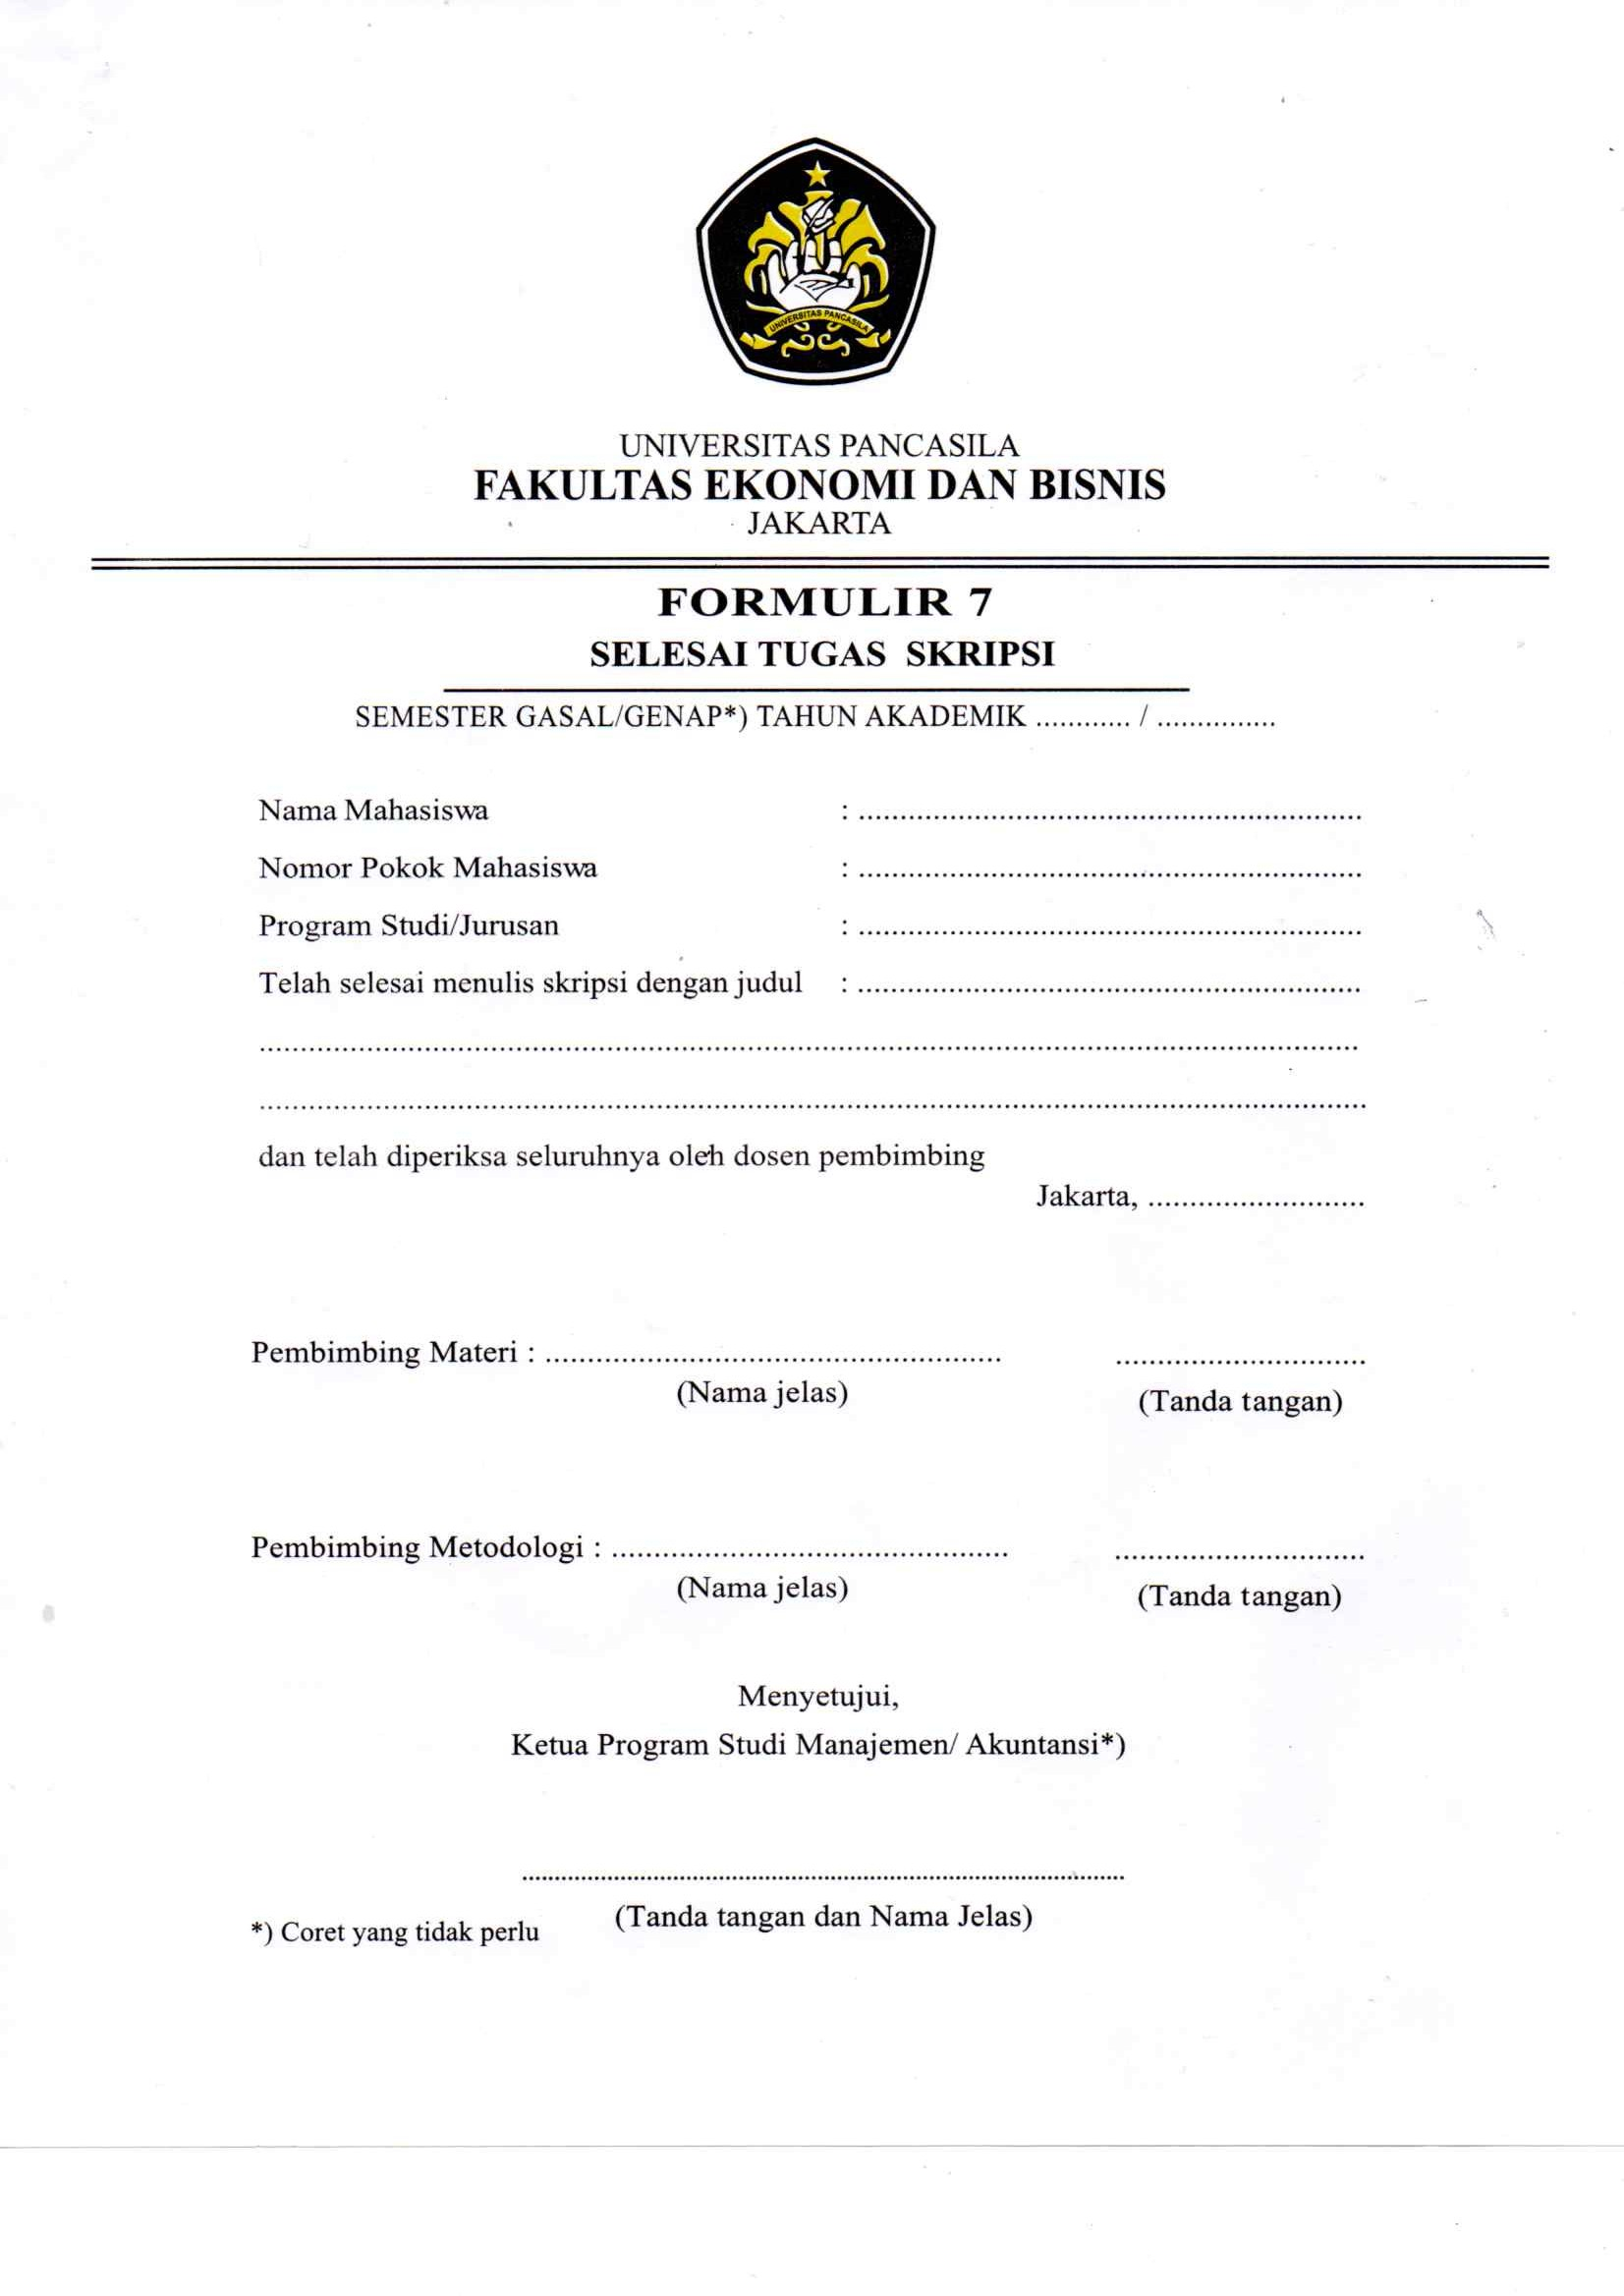 UNIVERSITAS PANCASILA
UNIVERSITAS PANCASILA
FAKULTAS EKONOMI DAN BISNIS
JAKARTA
FORMULIR 7
SELESAI TUGAS SKRIPSI
SEMESTER GASAL/GENAP*) TAHUN AKADEMIK ............ / ...............
Nama Mahasiswa : .............................................................
Nomor Pokok Mahasiswa : .............................................................
Program Studi/Jurusan : .............................................................
Telah selesai menulis skripsi dengan judul : .............................................................
......................................................................................................................................
......................................................................................................................................
dan telah diperiksa seluruhnya oleh dosen pembimbing
Jakarta, ..........................
Pembimbing Materi : ...................................................... ..............................
(Nama jelas) (Tanda tangan)
Pembimbing Metodologi : ............................................... ..............................
(Nama jelas) (Tanda tangan)
Menyetujui,
Ketua Program Studi Manajemen/ Akuntansi*)
..............................................................................................
(Tanda tangan dan Nama Jelas)
*) Coret yang tidak perlu